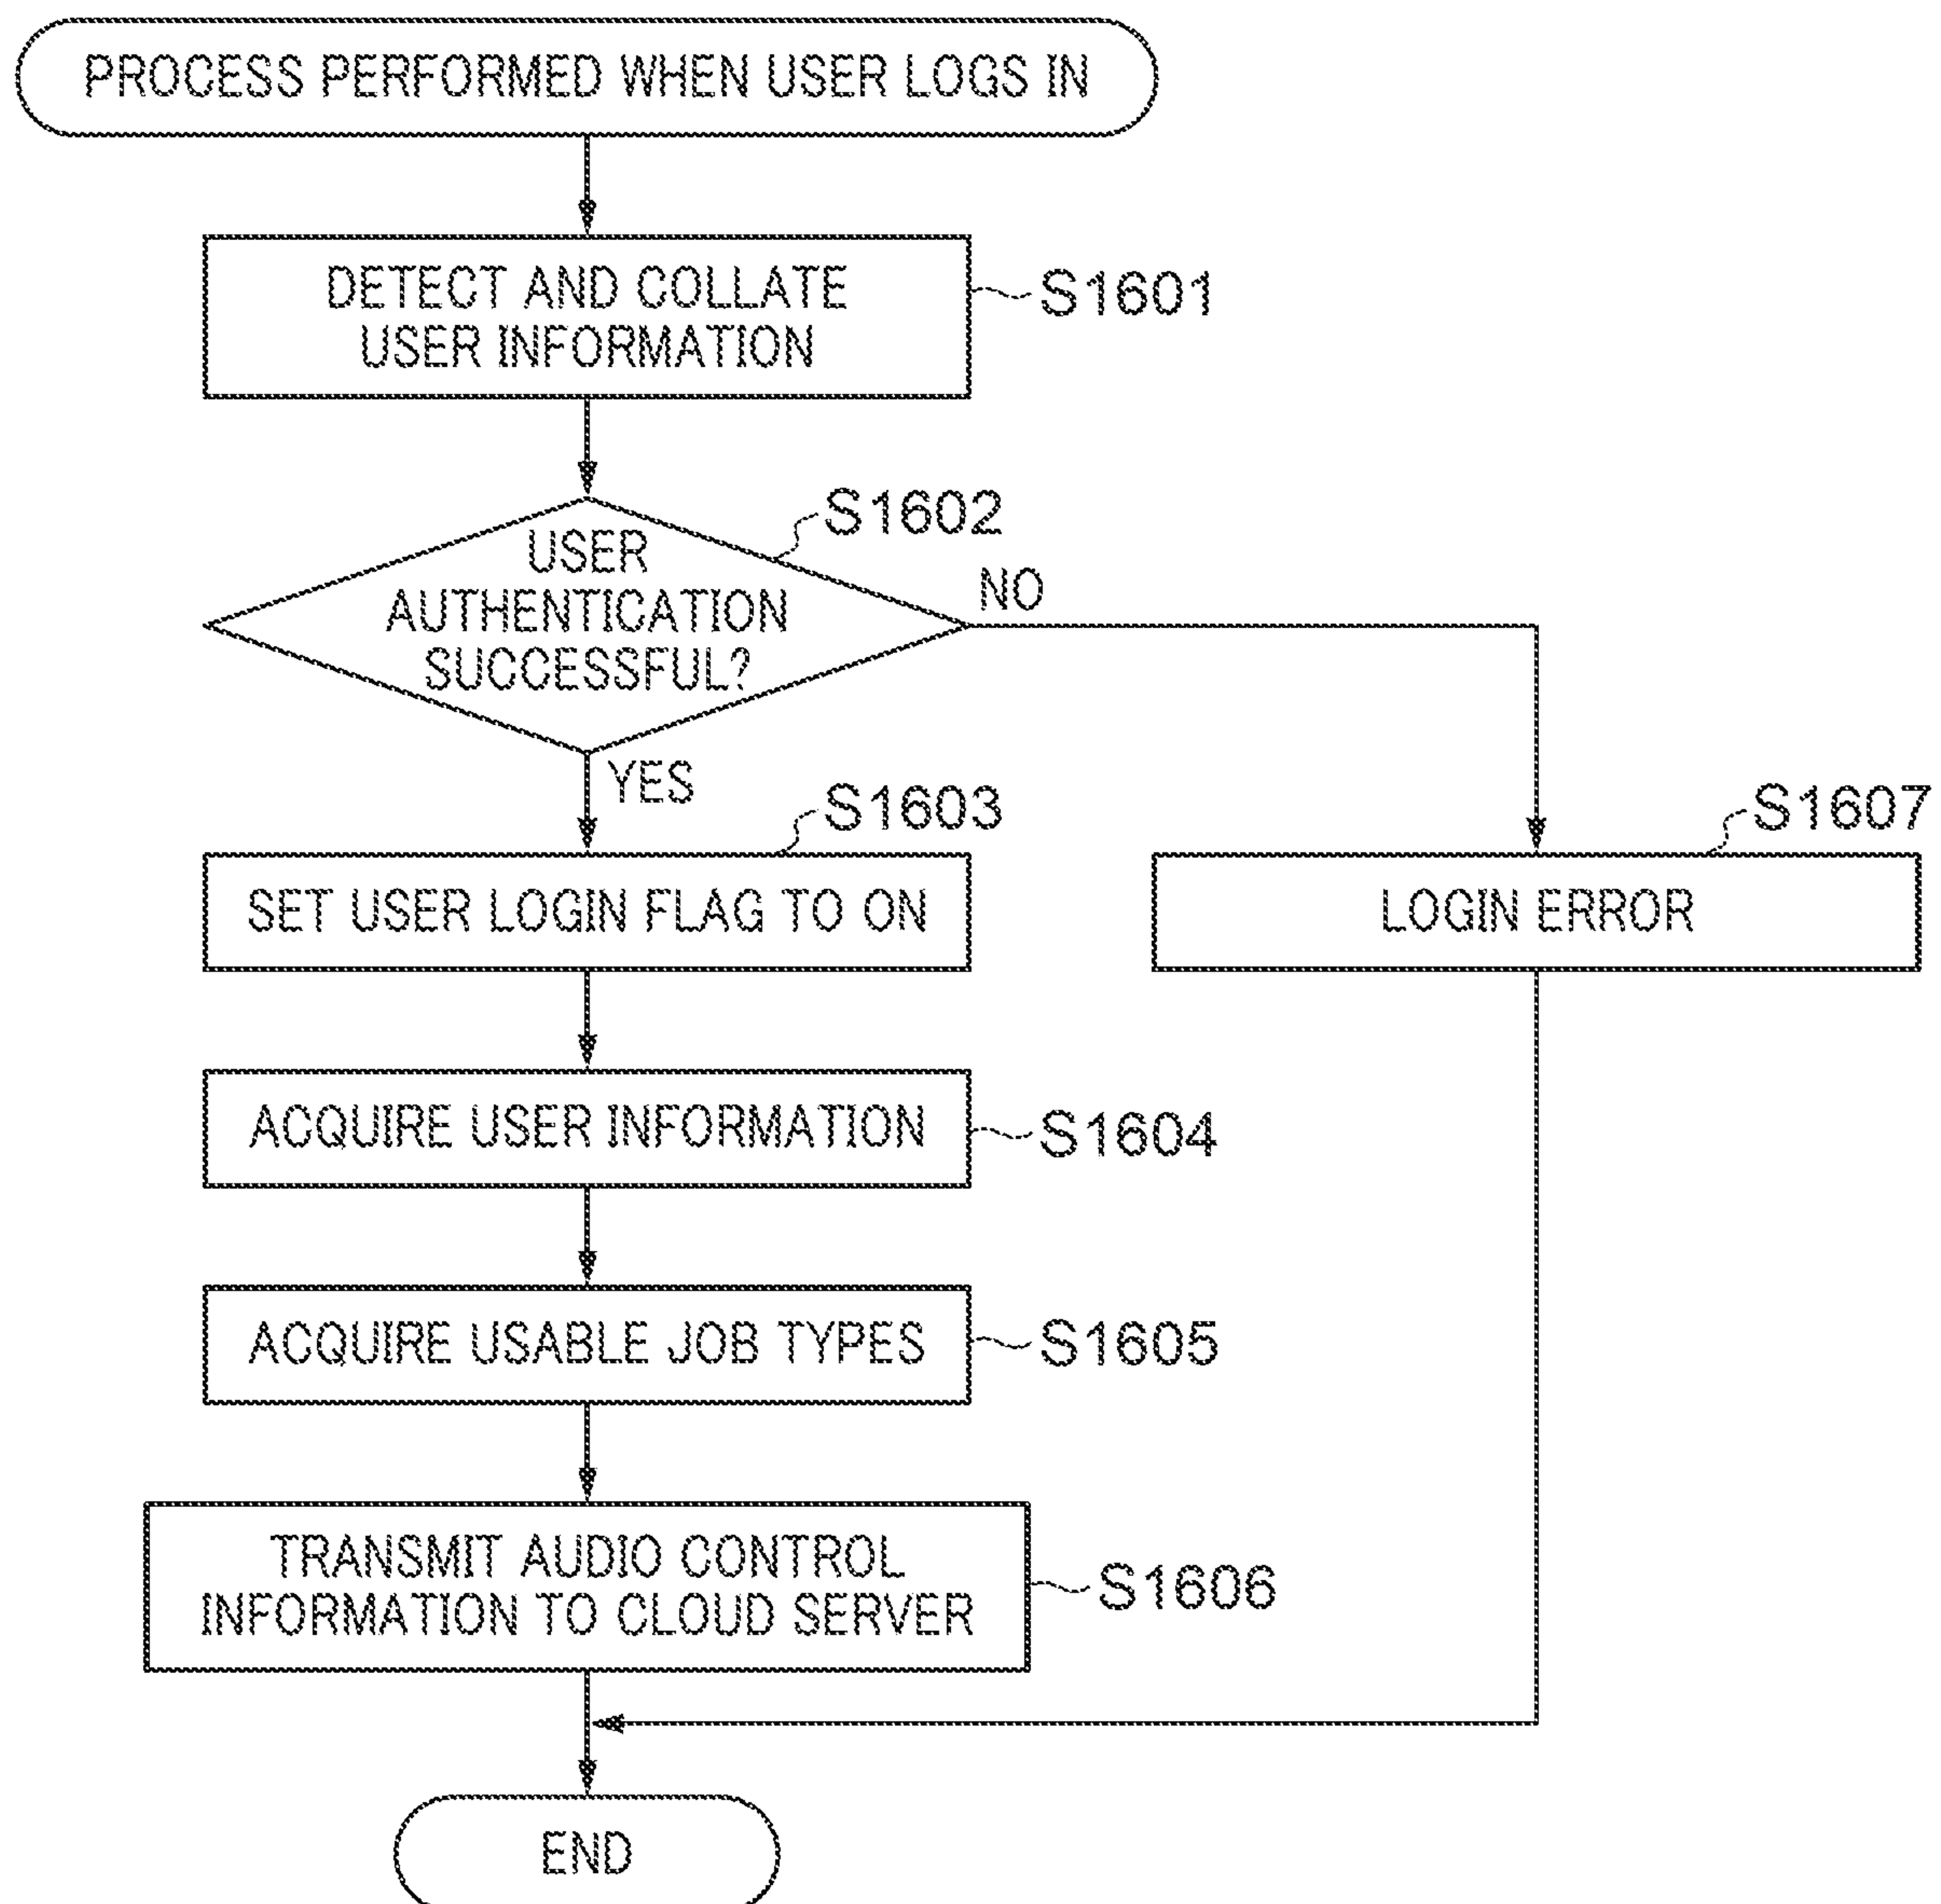 PROCESS PERFORMED WHEN USER LOGS IN
DETECT AND COLLATE
USER INFORMATION
S1601
S1602
USER
AUTHENTICATION
SUCCESSFUL?
NO
YES
S1603
SET USER LOGIN FLAG TO ON
S1607
LOGIN ERROR
ACQUIRE USER INFORMATION
S1604
ACQUIRE USABLE JOB TYPES
S1605
TRANSMIT AUDIO CONTROL
INFORMATION TO CLOUD SERVER
S1606
END